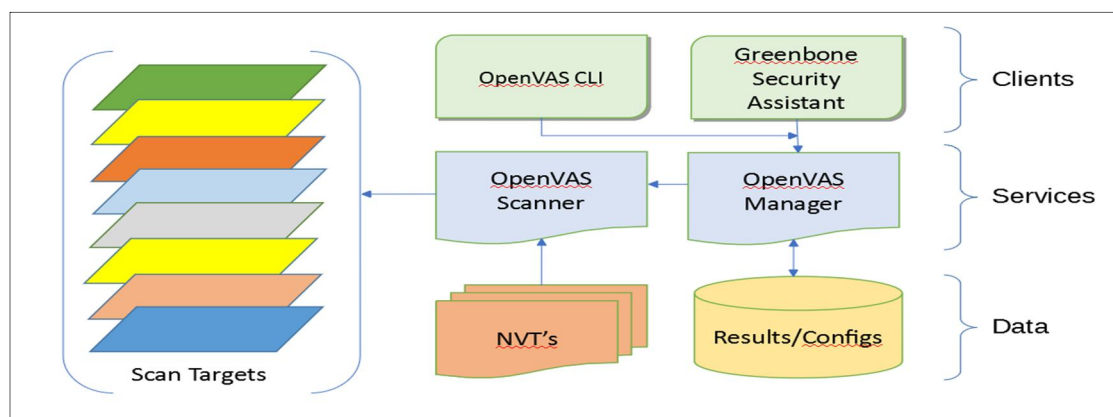 OpenVAS CLI
Greenbone
Security
Assistant
Clients
OpenVAS
Scanner
OpenVAS
Manager
Services
NVT's
Results/Configs
Data
Scan Targets